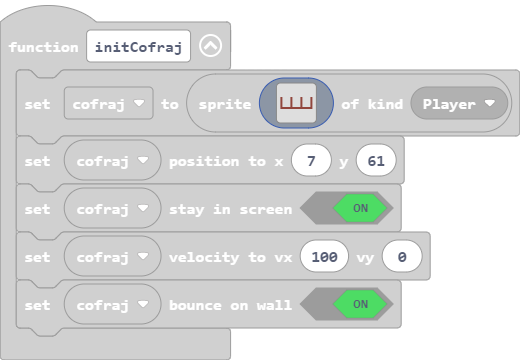 function initCofraj
set cofraj to sprite of kind Player
set cofraj position to x 7 y 61
set cofraj stay in screen ON
set cofraj velocity to vx 100 vy 0
set cofraj bounce on wall ON